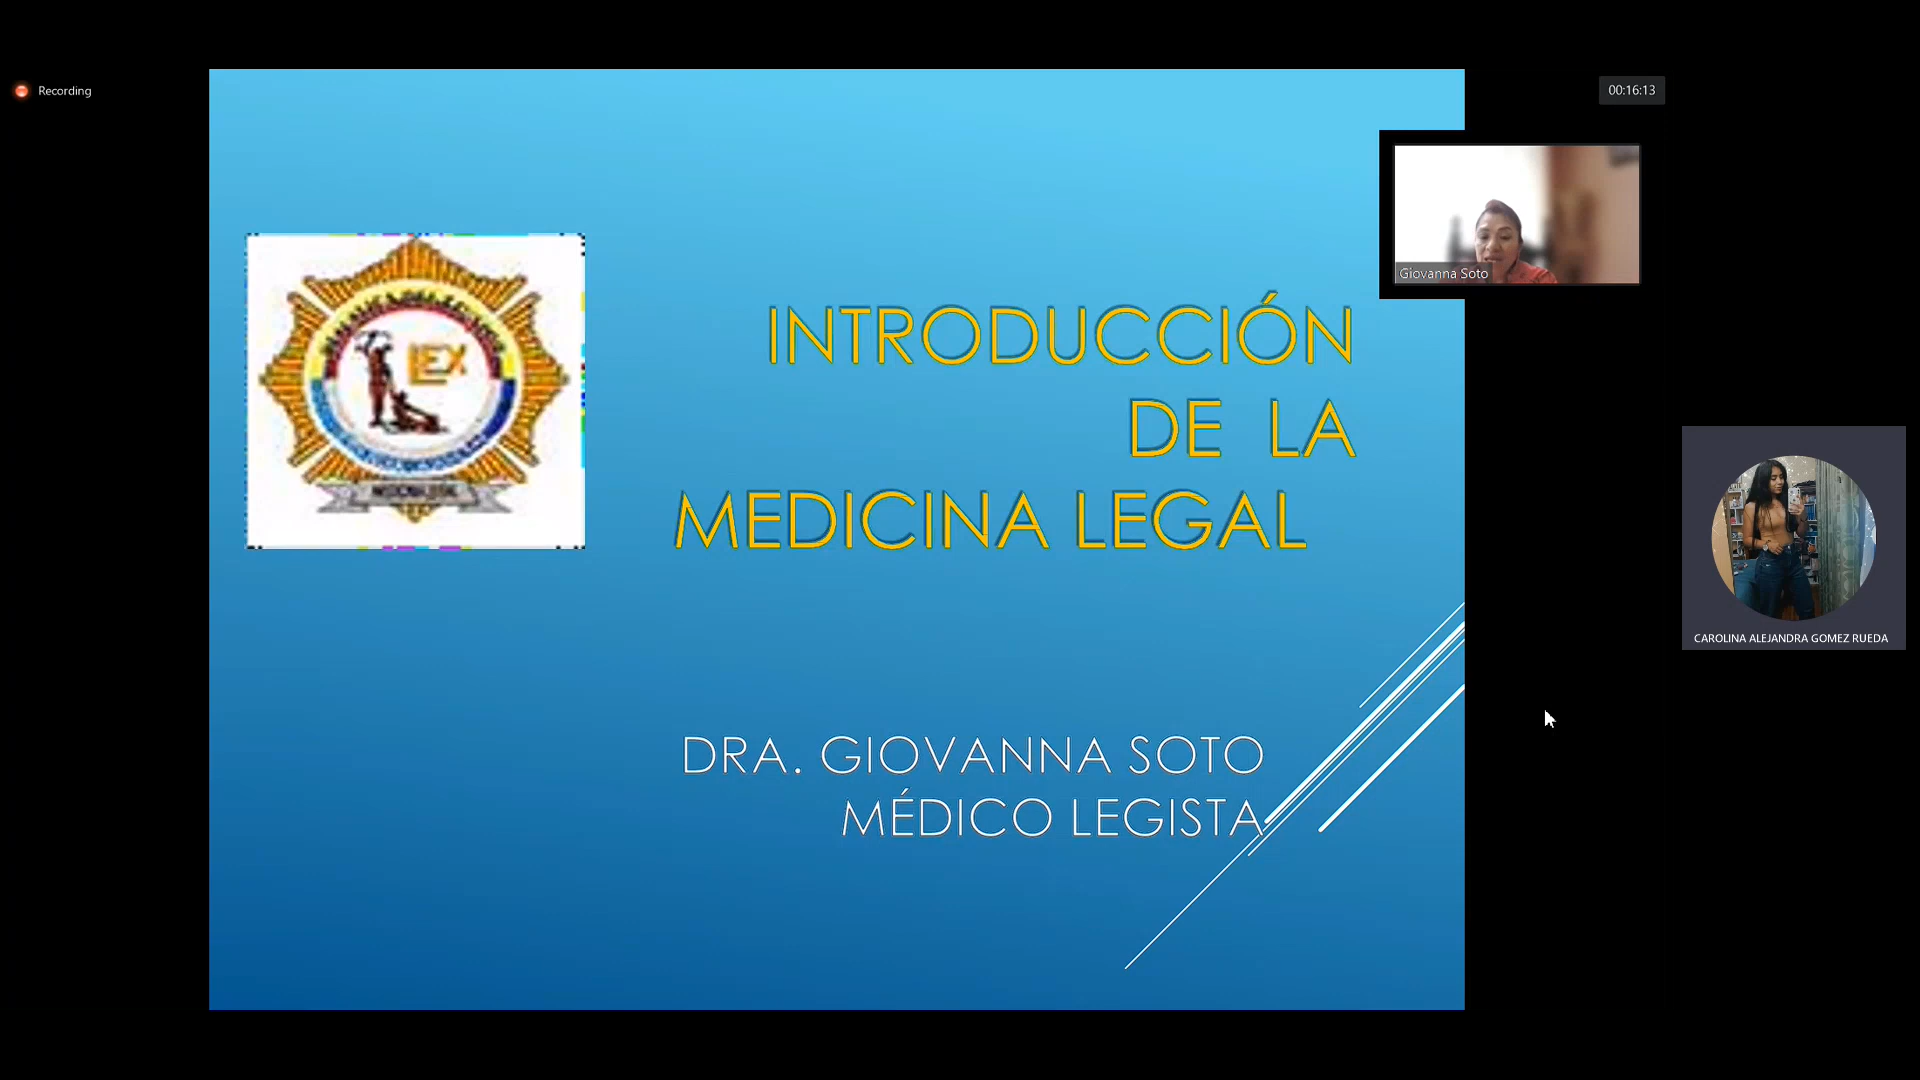 Recording
00:16:13
Giovanna Soto
LEX
INTRODUCCIÓN
DE LA
MEDICINA LEGAL
DRA. GIOVANNA SOTO
MÉDICO LEGISTA
CAROLINA ALEJANDRA GOMEZ RUEDA